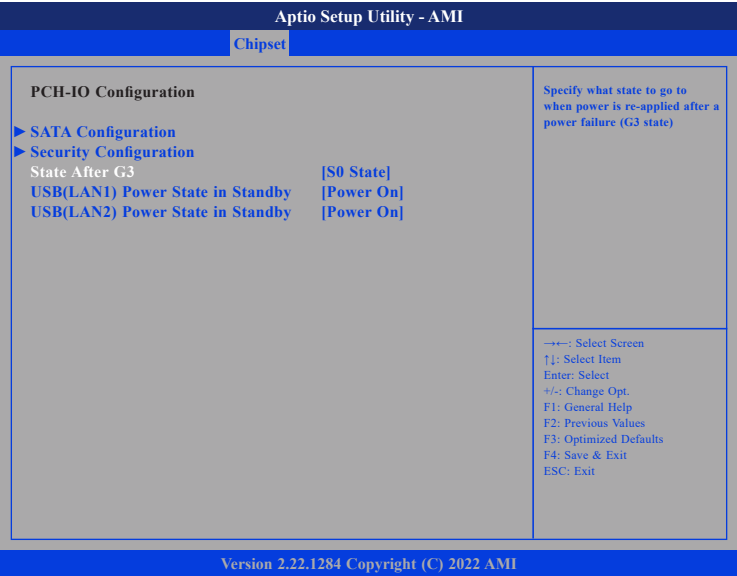 Aptio Setup Utility - AMI
Chipset
PCH-IO Configuration
► SATA Configuration
► Security Configuration
State After G3 [S0 State]
USB(LAN1) Power State in Standby [Power On]
USB(LAN2) Power State in Standby [Power On]
Specify what state to go to
when power is re-applied after a
power failure (G3 state)
→←: Select Screen
↑↓: Select Item
Enter: Select
+/-: Change Opt.
F1: General Help
F2: Previous Values
F3: Optimized Defaults
F4: Save & Exit
ESC: Exit
Version 2.22.1284 Copyright (C) 2022 AMI